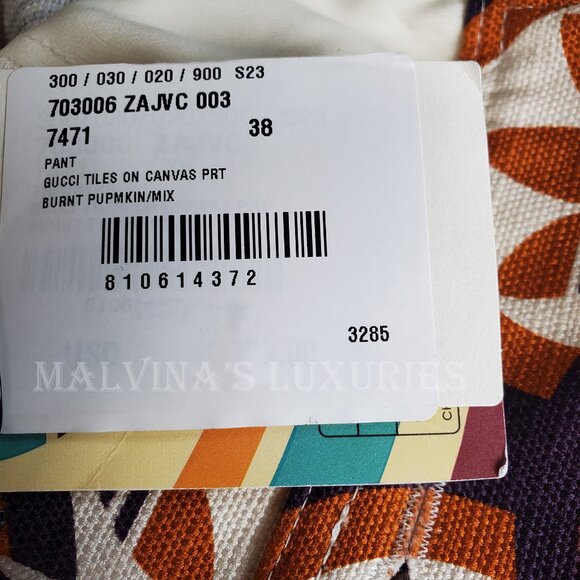 300 / 030 / 020 / 900 S23
703006 ZAJVC 003
7471 38
PANT
GUCCI TILES ON CANVAS PRT
BURNT PUPMKIN/MIX
810614372
3285
MALVINA'S LUXURIES